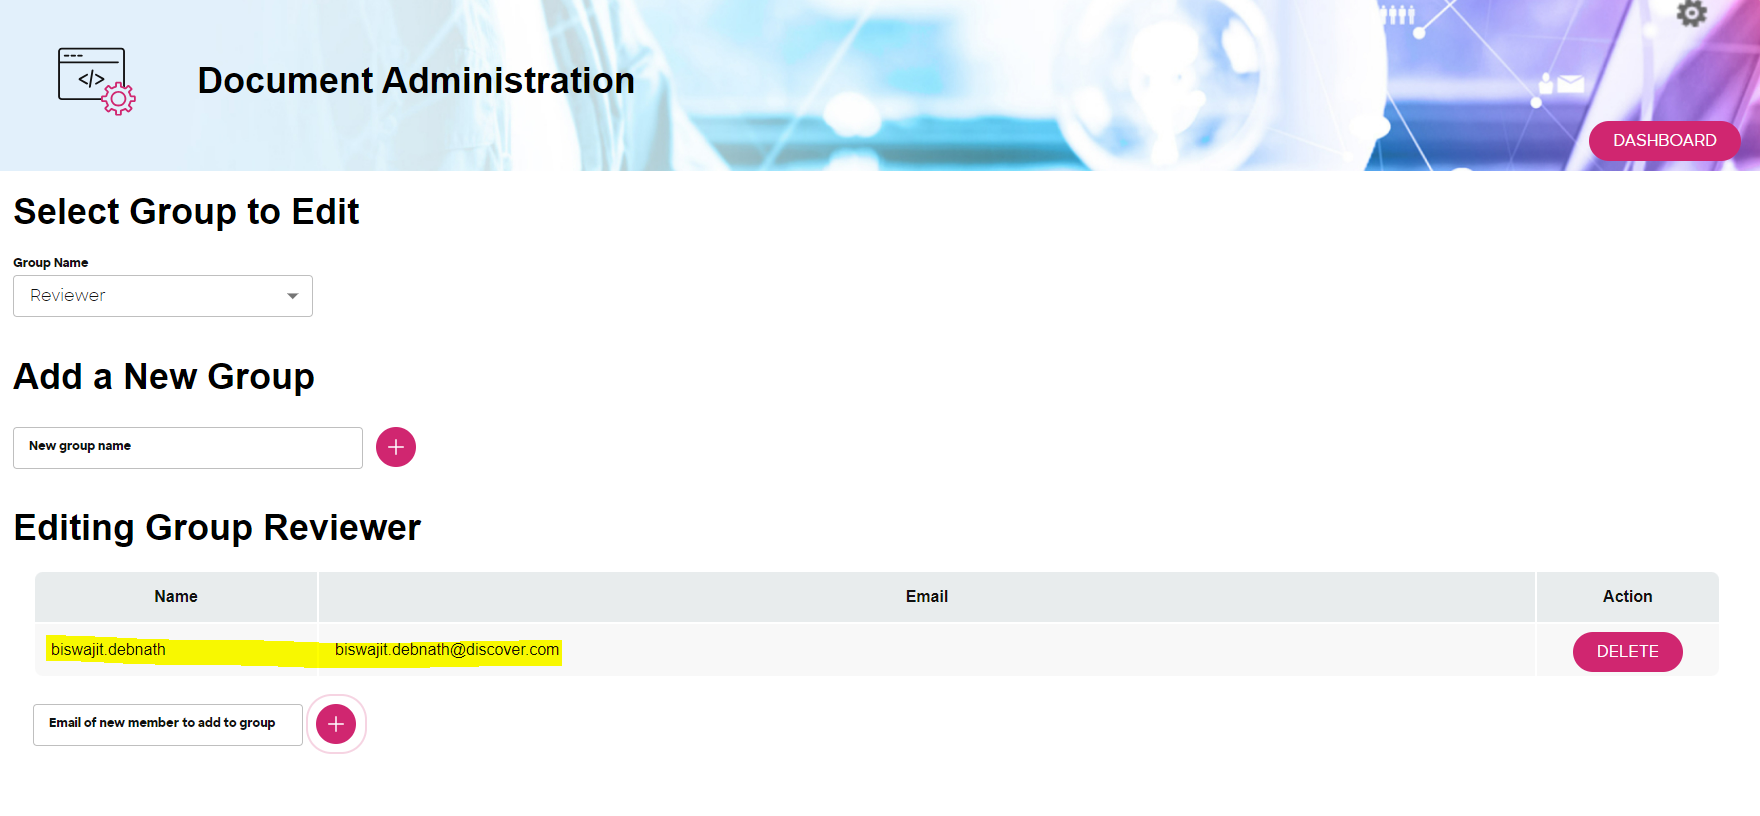 </>
Document Administration
DASHBOARD
Select Group to Edit
Group Name
Reviewer
Add a New Group
New group name
Editing Group Reviewer
Name Email Action
biswajit.debnath biswajit.debnath@discover.com DELETE
Email of new member to add to group